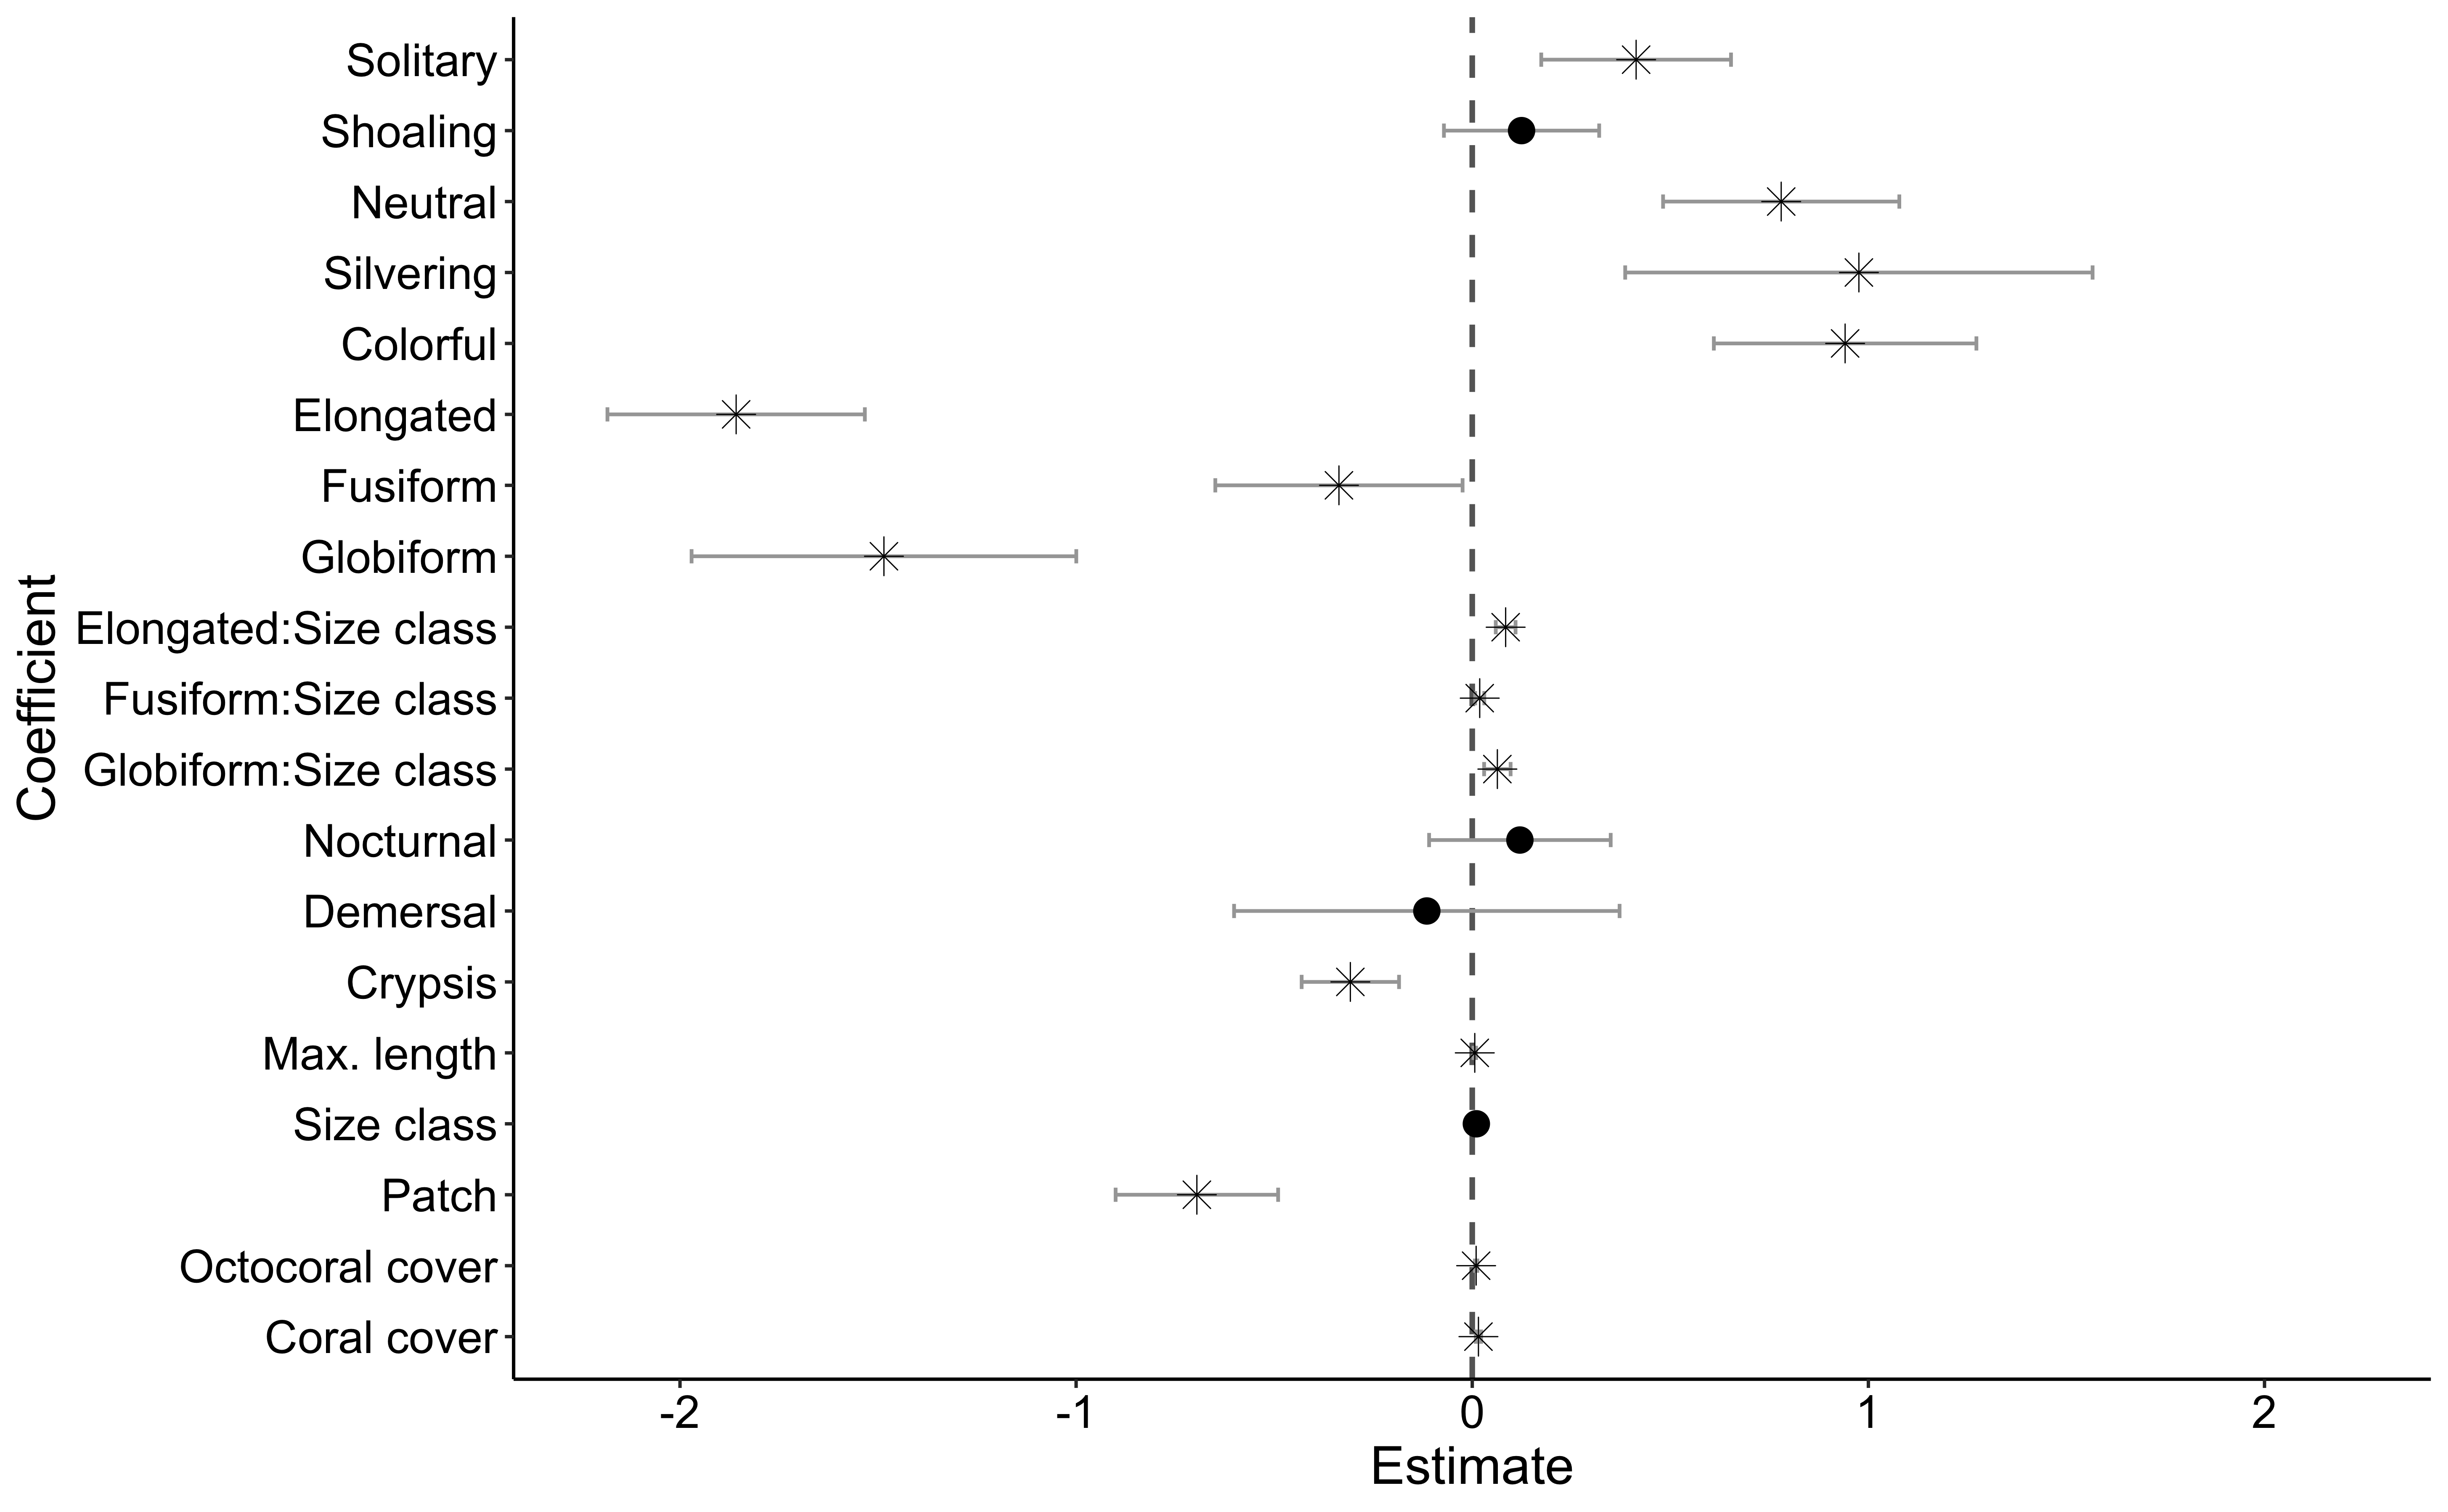 Coefficient
Solitary
Shoaling
Neutral
Silvering
Colorful
Elongated
Fusiform
Globiform
Elongated:Size class
Fusiform:Size class
Globiform:Size class
Nocturnal
Demersal
Crypsis
Max. length
Size class
Patch
Octocoral cover
Coral cover
-2 -1 0 1 2
Estimate